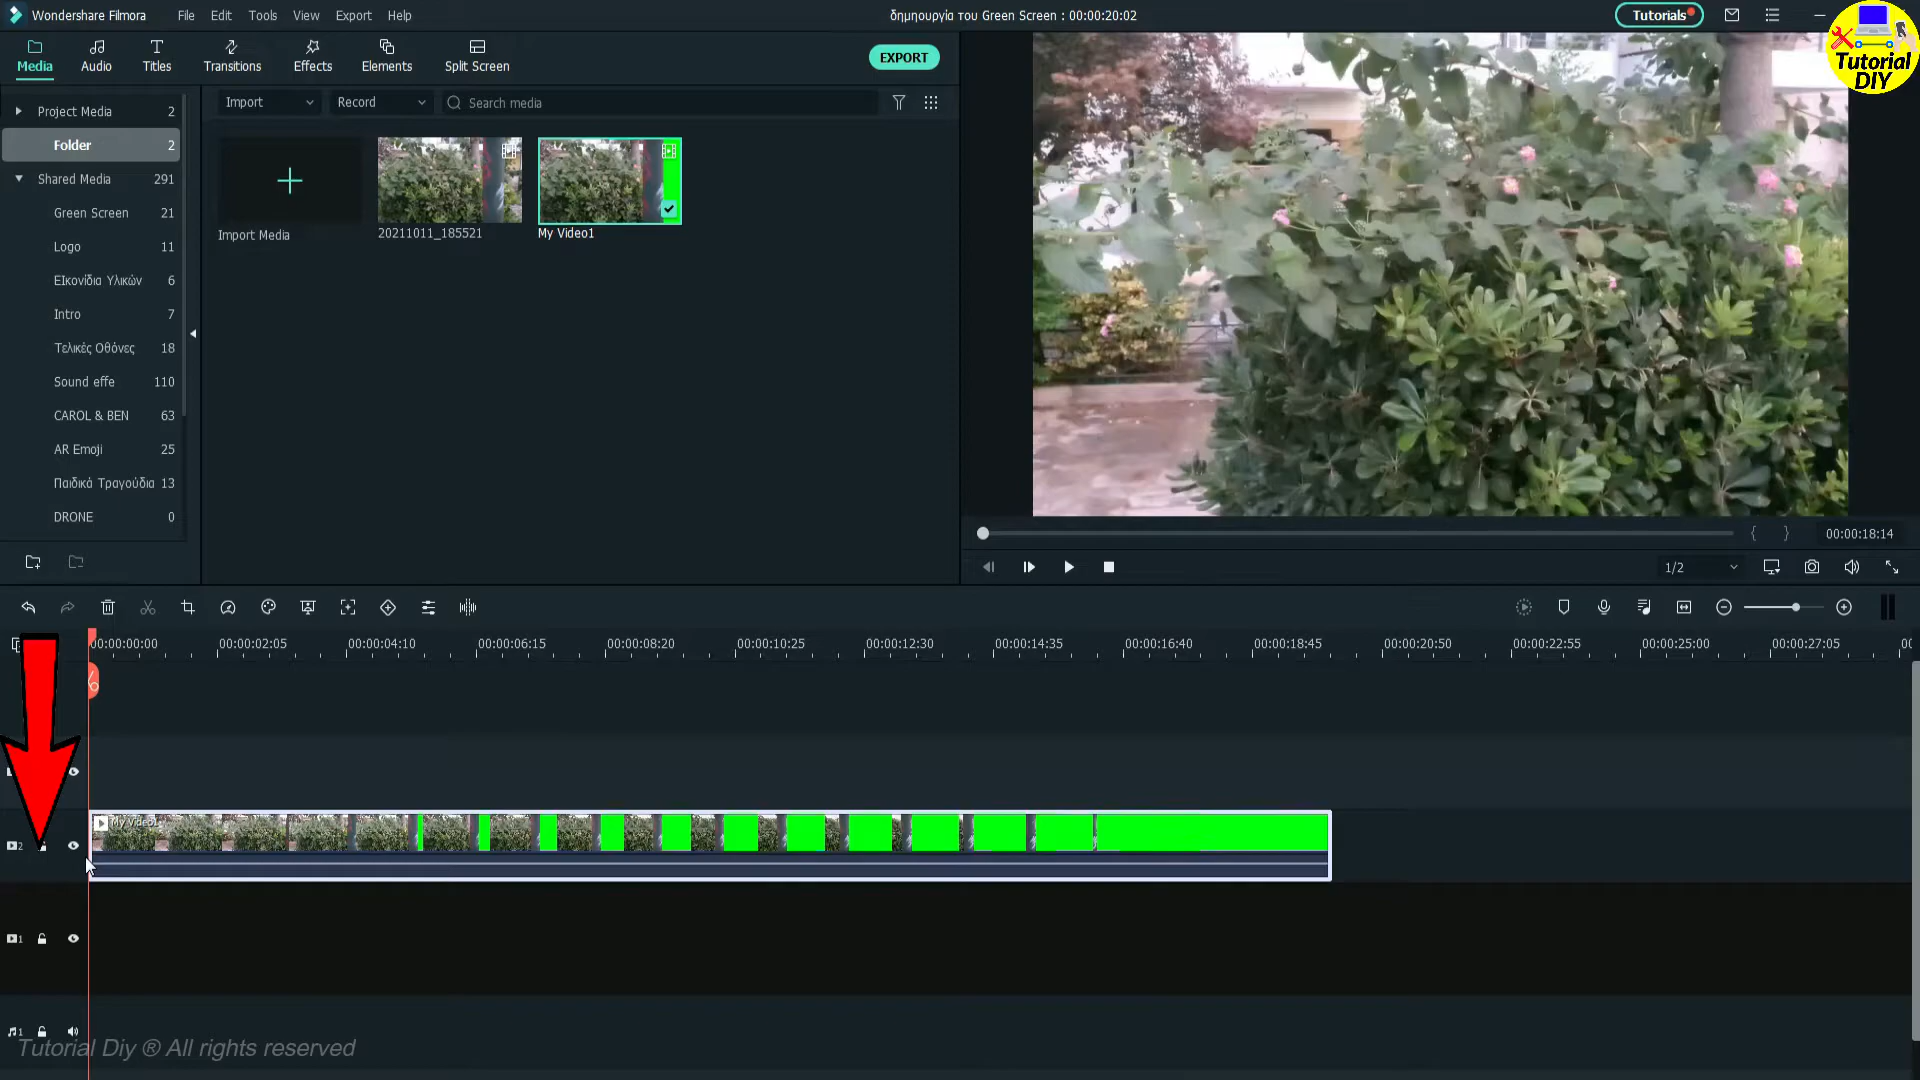 Wondershare Filmora File Edit Tools View Export Help
δημηουργία του Green Screen : 00:00:20:02
Tutorials
Tutorial
DIY
Media Audio Titles Transitions Effects Elements Split Screen
EXPORT
Project Media 2
Folder 2
Shared Media 291
Green Screen 21
Logo 11
ΕΙκονίδια Υλικών 6
Intro 7
Τελικές Οθόνες 18
Sound effe 110
CAROL & BEN 63
AR Emoji 25
Παιδικά Τραγούδια 13
DRONE 0
Import Record Search media
Import Media
20211011_185521
My Video1
{ } 00:00:18:14
1/2
00:00:00:00 00:00:02:05 00:00:04:10 00:00:06:15 00:00:08:20 00:00:10:25 00:00:12:30 00:00:14:35 00:00:16:40 00:00:18:45 00:00:20:50 00:00:22:55 00:00:25:00 00:00:27:05
My Video1
2
1
1
Tutorial Diy ® All rights reserved